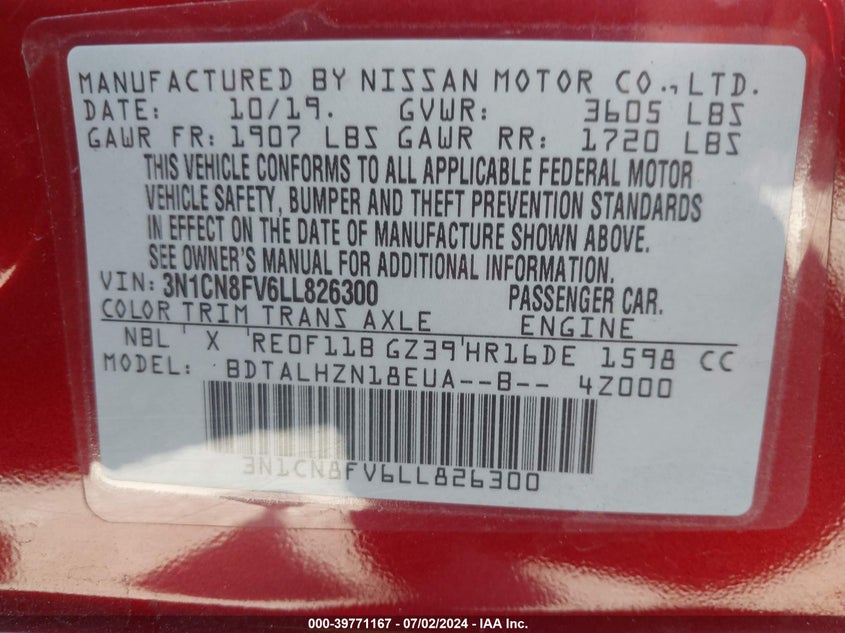 MANUFACTURED BY NISSAN MOTOR CO., LTD.
DATE: 10/19. GVWR: 3605 LBS
GAWR FR: 1907 LBS GAWR RR: 1720 LBS
THIS VEHICLE CONFORMS TO ALL APPLICABLE FEDERAL MOTOR
VEHICLE SAFETY, BUMPER AND THEFT PREVENTION STANDARDS
IN EFFECT ON THE DATE OF MANUFACTURE SHOWN ABOVE.
SEE OWNER'S MANUAL FOR ADDITIONAL INFORMATION.
VIN: 3N1CN8FV6LL826300 PASSENGER CAR.
COLOR TRIM TRANS AXLE ENGINE
NBL ' X 'RE0F11B GZ39'HR16DE 1598 CC
MODEL: BDTALHZN18EUA--B-- 4Z000
3N1CN8FV6LL826300
000-39771167 - 07/02/2024 - IAA Inc.